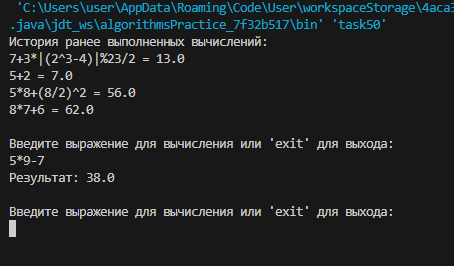 'C:\Users\user\AppData\Roaming\Code\User\workspaceStorage\4aca3
.java\jdt_ws\algorithmsPractice_7f32b517\bin' 'task50'
История ранее выполненных вычислений:
7+3*|(2^3-4)|%23/2 = 13.0
5+2 = 7.0
5*8+(8/2)^2 = 56.0
8*7+6 = 62.0
Введите выражение для вычисления или 'exit' для выхода:
5*9-7
Результат: 38.0
Введите выражение для вычисления или 'exit' для выхода: